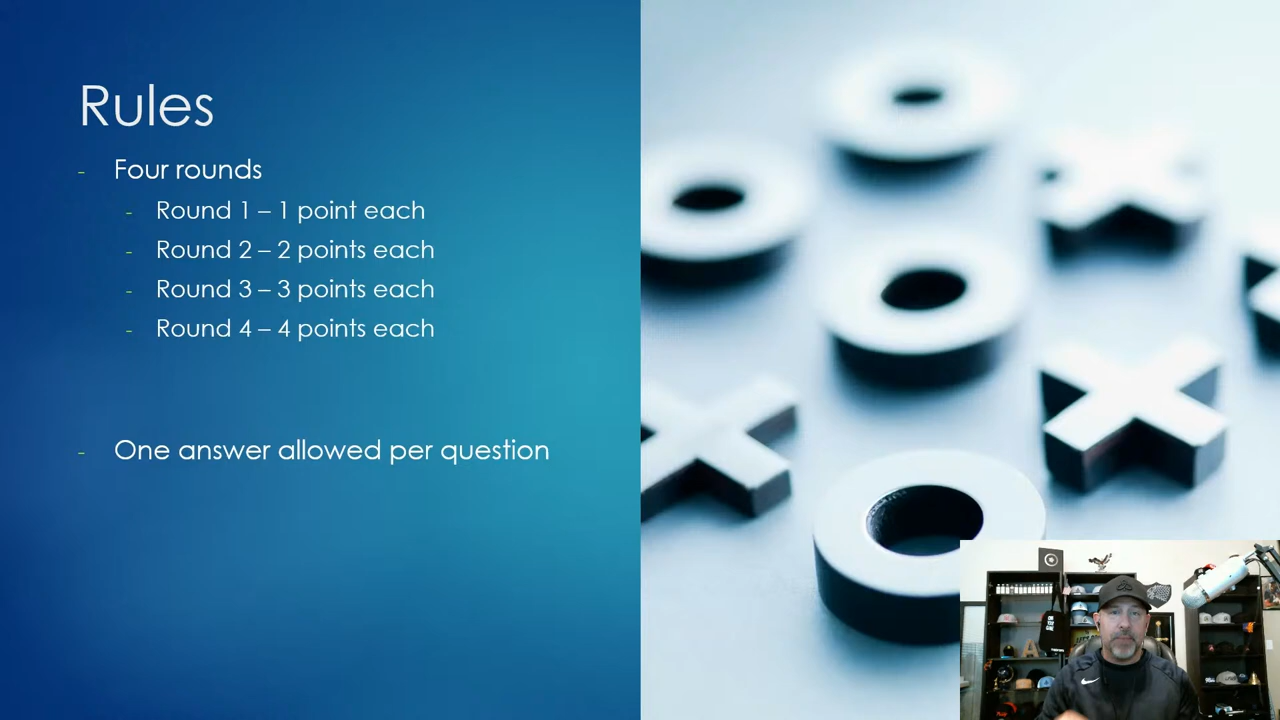 Rules
- Four rounds
- Round 1 – 1 point each
- Round 2 – 2 points each
- Round 3 – 3 points each
- Round 4 – 4 points each
- One answer allowed per question